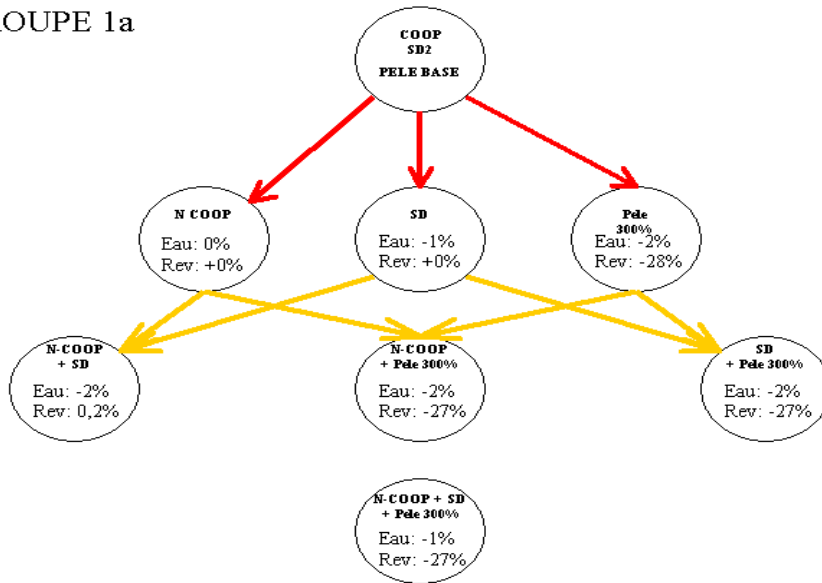 OUPE 1a
COOP
SD2
PELE BASE
N COOP
Eau: 0%
Rev: +0%
SD
Eau: -1%
Rev: +0%
Pele
300%
Eau: -2%
Rev: -28%
N-COOP
+ SD
Eau: -2%
Rev: 0,2%
N-COOP
+ Pele 300%
Eau: -2%
Rev: -27%
SD
+ Pele 300%
Eau: -2%
Rev: -27%
N-COOP + SD
+ Pele 300%
Eau: -1%
Rev: -27%